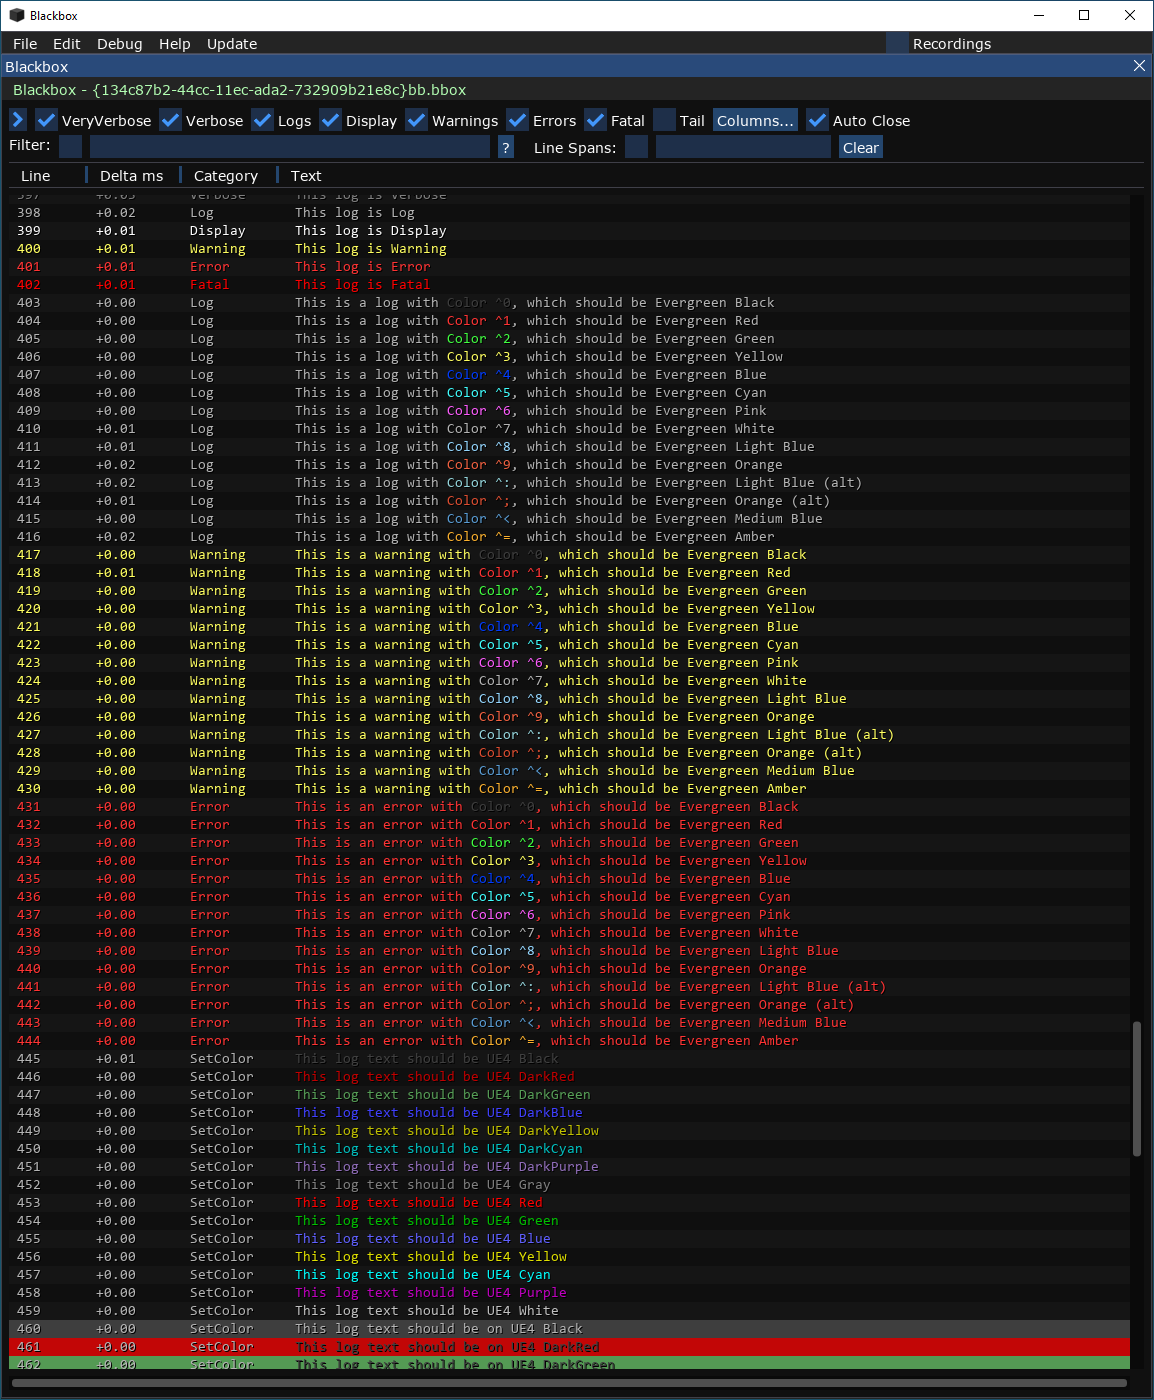 Blackbox
File Edit Debug Help Update Recordings
Blackbox
Blackbox - {134c87b2-44cc-11ec-ada2-732909b21e8c}bb.bbox
VeryVerbose Verbose Logs Display Warnings Errors Fatal Tail Columns... Auto Close
Filter: ? Line Spans: Clear
Line Delta ms Category Text
397 +0.03 Verbose This log is Verbose
398 +0.02 Log This log is Log
399 +0.01 Display This log is Display
400 +0.01 Warning This log is Warning
401 +0.01 Error This log is Error
402 +0.01 Fatal This log is Fatal
403 +0.00 Log This is a log with Color ^0, which should be Evergreen Black
404 +0.00 Log This is a log with Color ^1, which should be Evergreen Red
405 +0.00 Log This is a log with Color ^2, which should be Evergreen Green
406 +0.00 Log This is a log with Color ^3, which should be Evergreen Yellow
407 +0.00 Log This is a log with Color ^4, which should be Evergreen Blue
408 +0.00 Log This is a log with Color ^5, which should be Evergreen Cyan
409 +0.00 Log This is a log with Color ^6, which should be Evergreen Pink
410 +0.01 Log This is a log with Color ^7, which should be Evergreen White
411 +0.01 Log This is a log with Color ^8, which should be Evergreen Light Blue
412 +0.02 Log This is a log with Color ^9, which should be Evergreen Orange
413 +0.02 Log This is a log with Color ^:, which should be Evergreen Light Blue (alt)
414 +0.01 Log This is a log with Color ^;, which should be Evergreen Orange (alt)
415 +0.00 Log This is a log with Color ^<, which should be Evergreen Medium Blue
416 +0.02 Log This is a log with Color ^=, which should be Evergreen Amber
417 +0.00 Warning This is a warning with Color ^0, which should be Evergreen Black
418 +0.01 Warning This is a warning with Color ^1, which should be Evergreen Red
419 +0.00 Warning This is a warning with Color ^2, which should be Evergreen Green
420 +0.00 Warning This is a warning with Color ^3, which should be Evergreen Yellow
421 +0.00 Warning This is a warning with Color ^4, which should be Evergreen Blue
422 +0.00 Warning This is a warning with Color ^5, which should be Evergreen Cyan
423 +0.00 Warning This is a warning with Color ^6, which should be Evergreen Pink
424 +0.00 Warning This is a warning with Color ^7, which should be Evergreen White
425 +0.00 Warning This is a warning with Color ^8, which should be Evergreen Light Blue
426 +0.00 Warning This is a warning with Color ^9, which should be Evergreen Orange
427 +0.00 Warning This is a warning with Color ^:, which should be Evergreen Light Blue (alt)
428 +0.00 Warning This is a warning with Color ^;, which should be Evergreen Orange (alt)
429 +0.00 Warning This is a warning with Color ^<, which should be Evergreen Medium Blue
430 +0.00 Warning This is a warning with Color ^=, which should be Evergreen Amber
431 +0.00 Error This is an error with Color ^0, which should be Evergreen Black
432 +0.00 Error This is an error with Color ^1, which should be Evergreen Red
433 +0.00 Error This is an error with Color ^2, which should be Evergreen Green
434 +0.00 Error This is an error with Color ^3, which should be Evergreen Yellow
435 +0.00 Error This is an error with Color ^4, which should be Evergreen Blue
436 +0.00 Error This is an error with Color ^5, which should be Evergreen Cyan
437 +0.00 Error This is an error with Color ^6, which should be Evergreen Pink
438 +0.00 Error This is an error with Color ^7, which should be Evergreen White
439 +0.00 Error This is an error with Color ^8, which should be Evergreen Light Blue
440 +0.00 Error This is an error with Color ^9, which should be Evergreen Orange
441 +0.00 Error This is an error with Color ^:, which should be Evergreen Light Blue (alt)
442 +0.00 Error This is an error with Color ^;, which should be Evergreen Orange (alt)
443 +0.00 Error This is an error with Color ^<, which should be Evergreen Medium Blue
444 +0.00 Error This is an error with Color ^=, which should be Evergreen Amber
445 +0.01 SetColor This log text should be UE4 Black
446 +0.00 SetColor This log text should be UE4 DarkRed
447 +0.00 SetColor This log text should be UE4 DarkGreen
448 +0.00 SetColor This log text should be UE4 DarkBlue
449 +0.00 SetColor This log text should be UE4 DarkYellow
450 +0.00 SetColor This log text should be UE4 DarkCyan
451 +0.00 SetColor This log text should be UE4 DarkPurple
452 +0.00 SetColor This log text should be UE4 Gray
453 +0.00 SetColor This log text should be UE4 Red
454 +0.00 SetColor This log text should be UE4 Green
455 +0.00 SetColor This log text should be UE4 Blue
456 +0.00 SetColor This log text should be UE4 Yellow
457 +0.00 SetColor This log text should be UE4 Cyan
458 +0.00 SetColor This log text should be UE4 Purple
459 +0.00 SetColor This log text should be UE4 White
460 +0.00 SetColor This log text should be on UE4 Black
461 +0.00 SetColor This log text should be on UE4 DarkRed
462 +0.00 SetColor This log text should be on UE4 DarkGreen